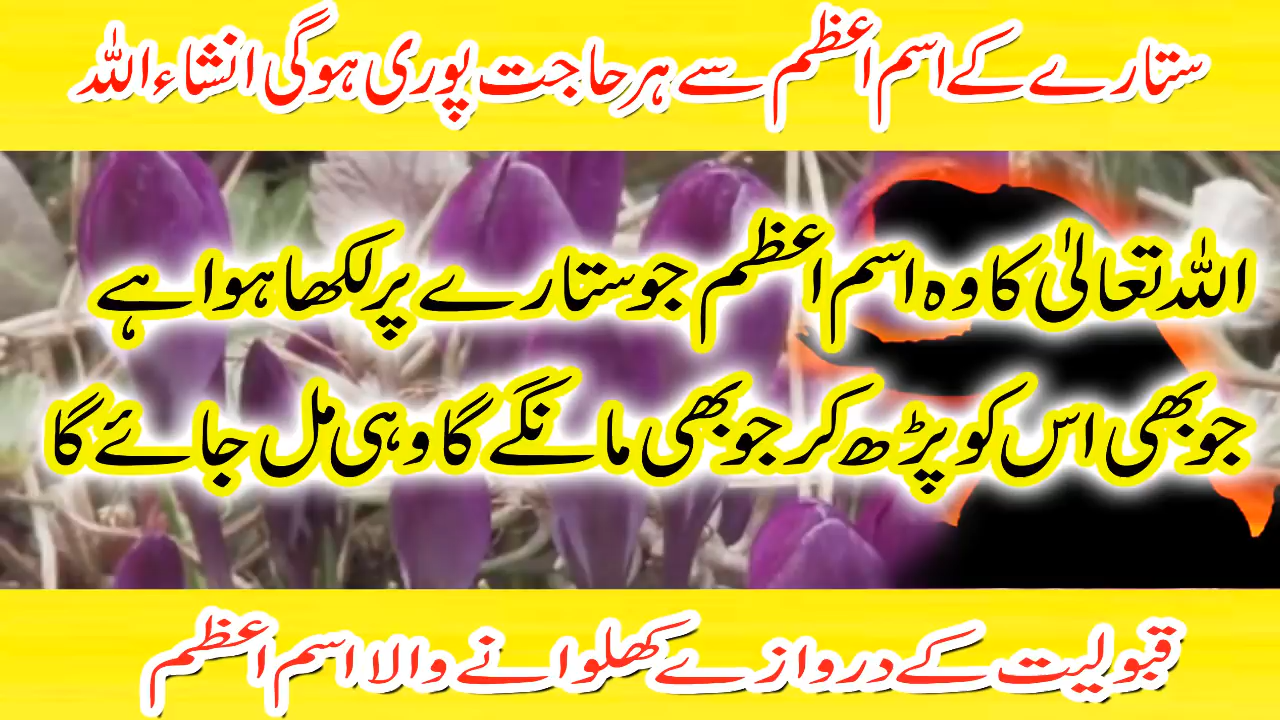 ستارے کے اسم اعظم سے ہر حاجت پوری ہوگی انشاء اللہ
اللہ تعالیٰ کا وہ اسم اعظم جو ستارے پر لکھا ہوا ہے
جو بھی اس کو پڑھ کر جو بھی مانگے گا وہی مل جائے گا
قبولیت کے دروازے کھلوانے والا اسم اعظم